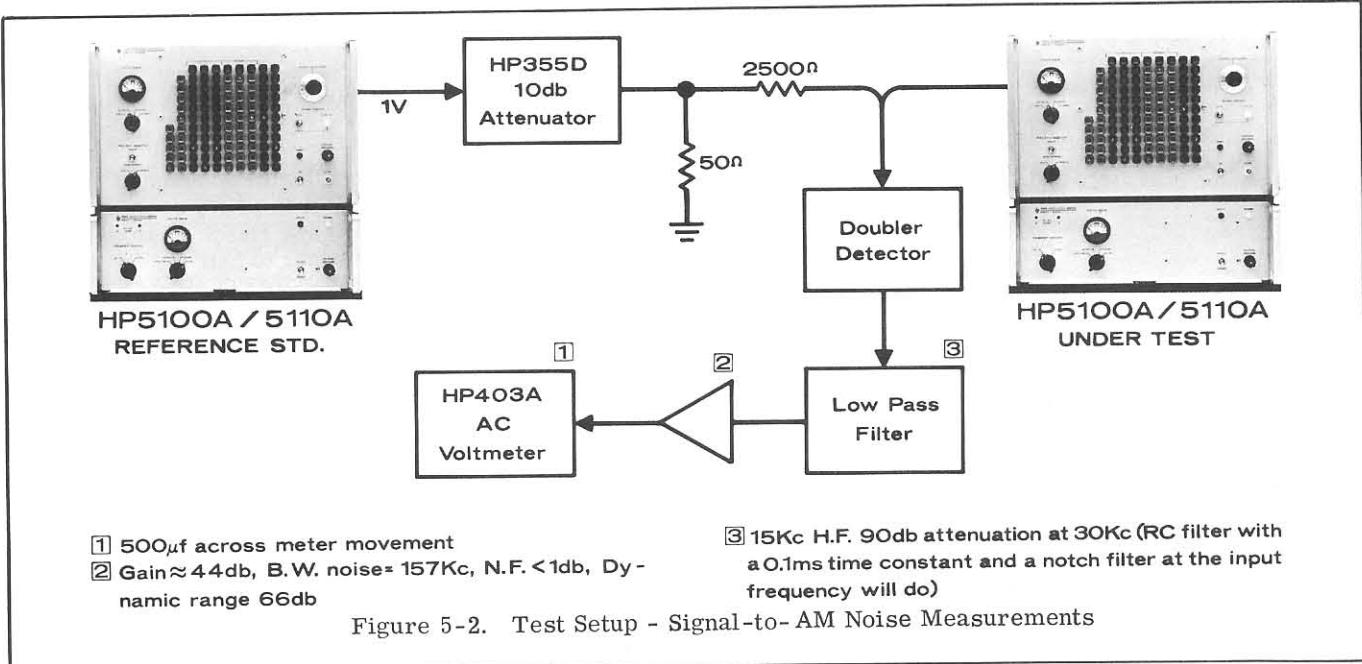 HP355D
10db
Attenuator
1V
2500Ω
50Ω
Doubler
Detector
HP5100A / 5110A
REFERENCE STD.
HP5100A / 5110A
UNDER TEST
1
2
3
HP403A
AC
Voltmeter
Low Pass
Filter
1 500μf across meter movement
2 Gain≈44db, B.W. noise= 157Kc, N.F. <1db, Dy-
namic range 66db
3 15Kc H.F. 90db attenuation at 30Kc (RC filter with
a 0.1ms time constant and a notch filter at the input
frequency will do)
Figure 5-2. Test Setup - Signal-to-AM Noise Measurements